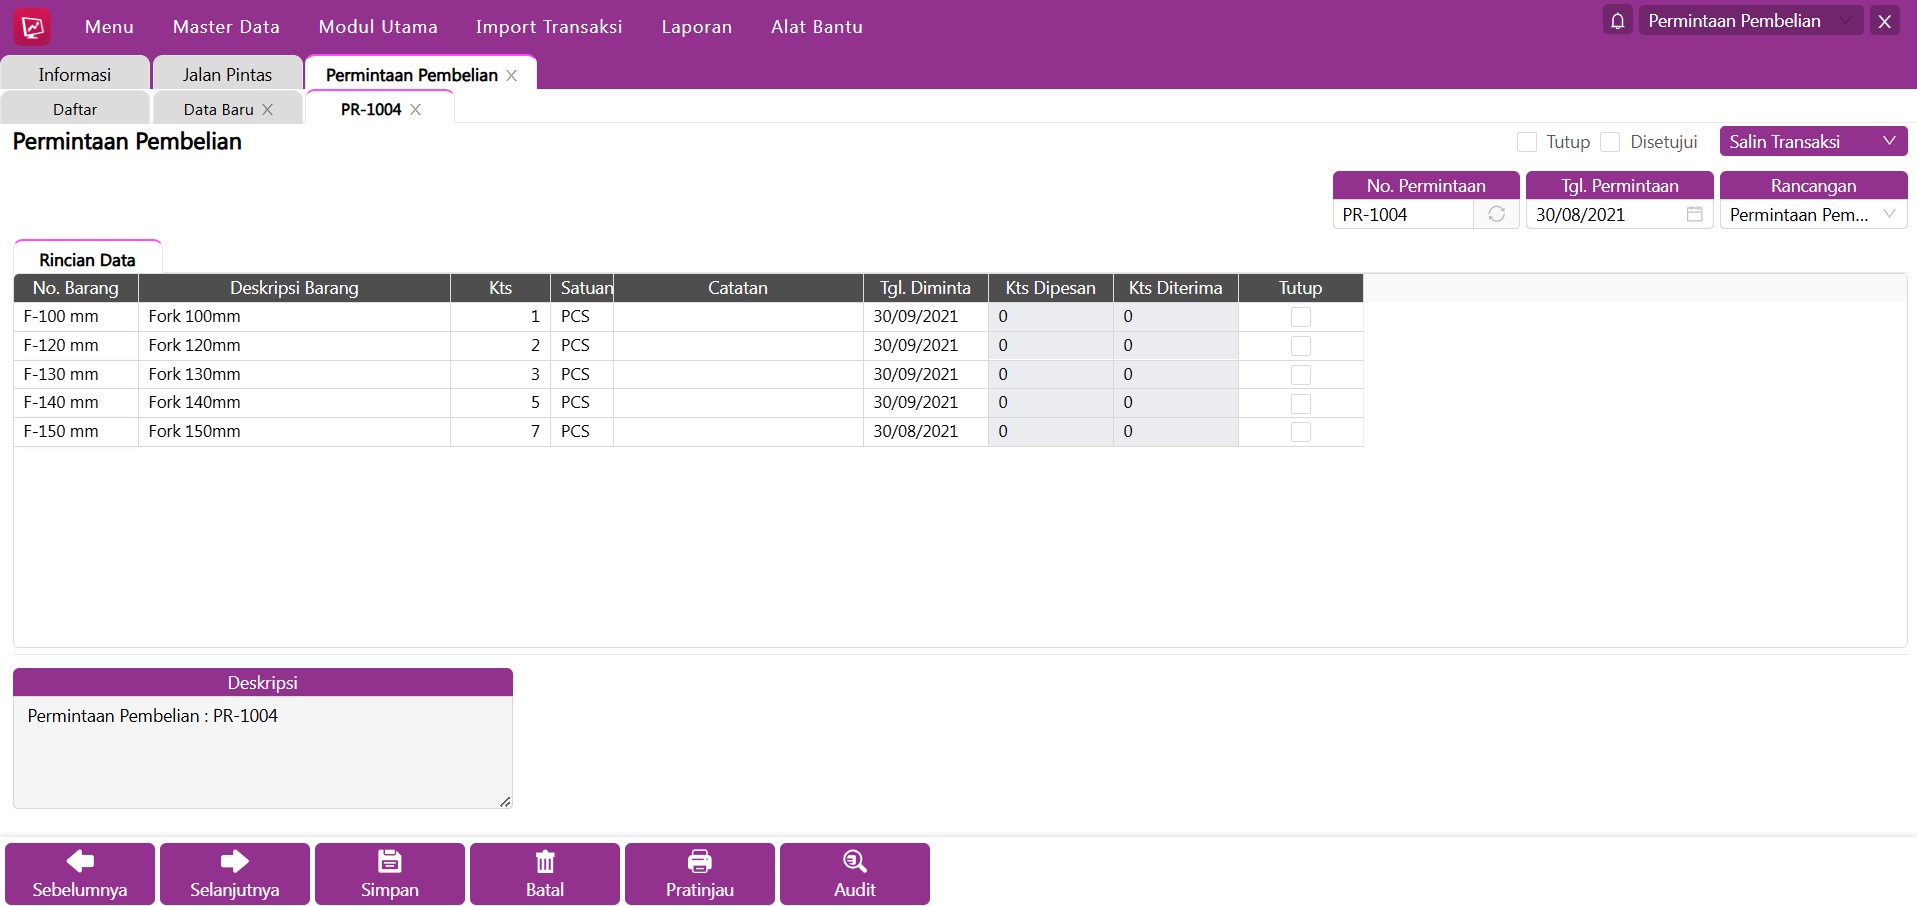 Menu Master Data Modul Utama Import Transaksi Laporan Alat Bantu Permintaan Pembelian
Informasi Jalan Pintas Permintaan Pembelian
Daftar Data Baru PR-1004
Permintaan Pembelian Tutup Disetujui Salin Transaksi
No. Permintaan Tgl. Permintaan Rancangan
PR-1004 30/08/2021 Permintaan Pem...
Rincian Data
No. Barang Deskripsi Barang Kts Satuan Catatan Tgl. Diminta Kts Dipesan Kts Diterima Tutup
F-100 mm Fork 100mm 1 PCS 30/09/2021 0 0
F-120 mm Fork 120mm 2 PCS 30/09/2021 0 0
F-130 mm Fork 130mm 3 PCS 30/09/2021 0 0
F-140 mm Fork 140mm 5 PCS 30/09/2021 0 0
F-150 mm Fork 150mm 7 PCS 30/08/2021 0 0
Deskripsi
Permintaan Pembelian : PR-1004
Sebelumnya Selanjutnya Simpan Batal Pratinjau Audit